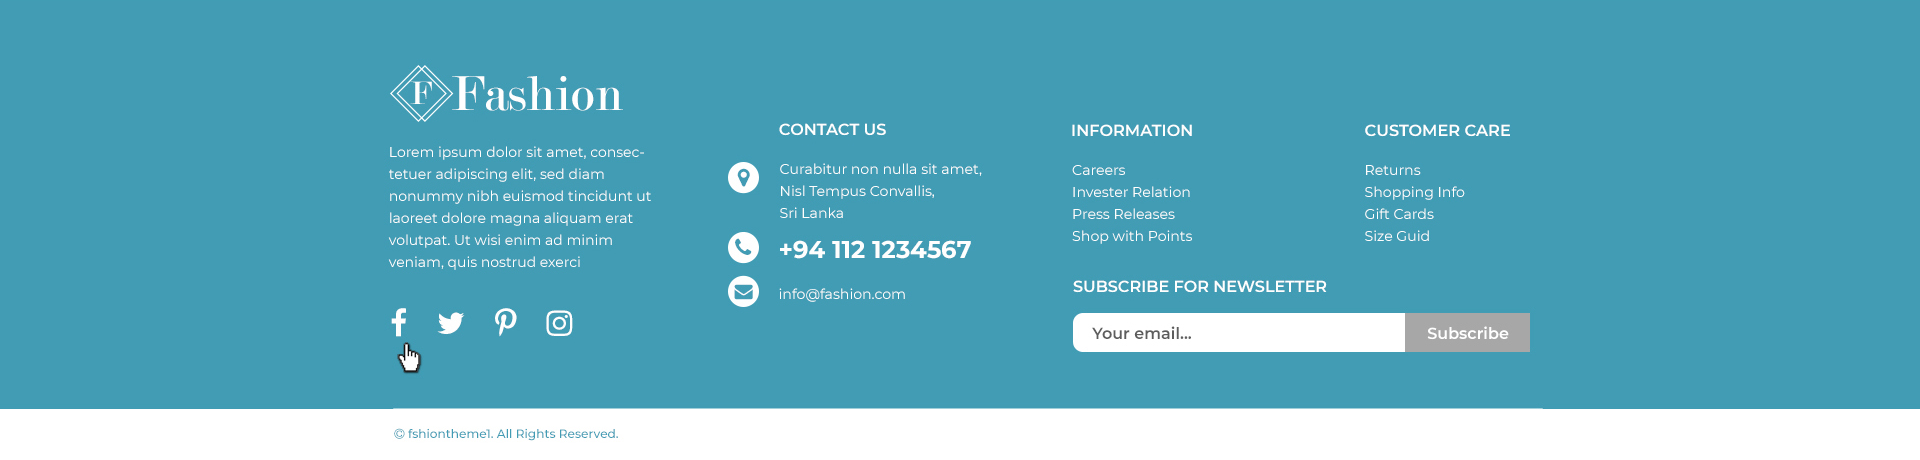 F Fashion
Lorem ipsum dolor sit amet, consec-
tetuer adipiscing elit, sed diam
nonummy nibh euismod tincidunt ut
laoreet dolore magna aliquam erat
volutpat. Ut wisi enim ad minim
veniam, quis nostrud exerci
CONTACT US
Curabitur non nulla sit amet,
Nisl Tempus Convallis,
Sri Lanka
+94 112 1234567
info@fashion.com
INFORMATION
Careers
Invester Relation
Press Releases
Shop with Points
CUSTOMER CARE
Returns
Shopping Info
Gift Cards
Size Guid
SUBSCRIBE FOR NEWSLETTER
Your email...
Subscribe
© fshiontheme1. All Rights Reserved.